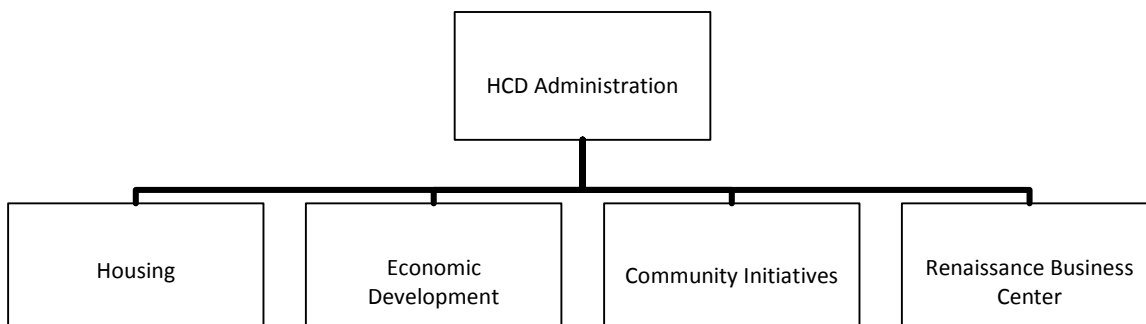 HCD Administration
Housing
Economic
Development
Community Initiatives
Renaissance Business
Center